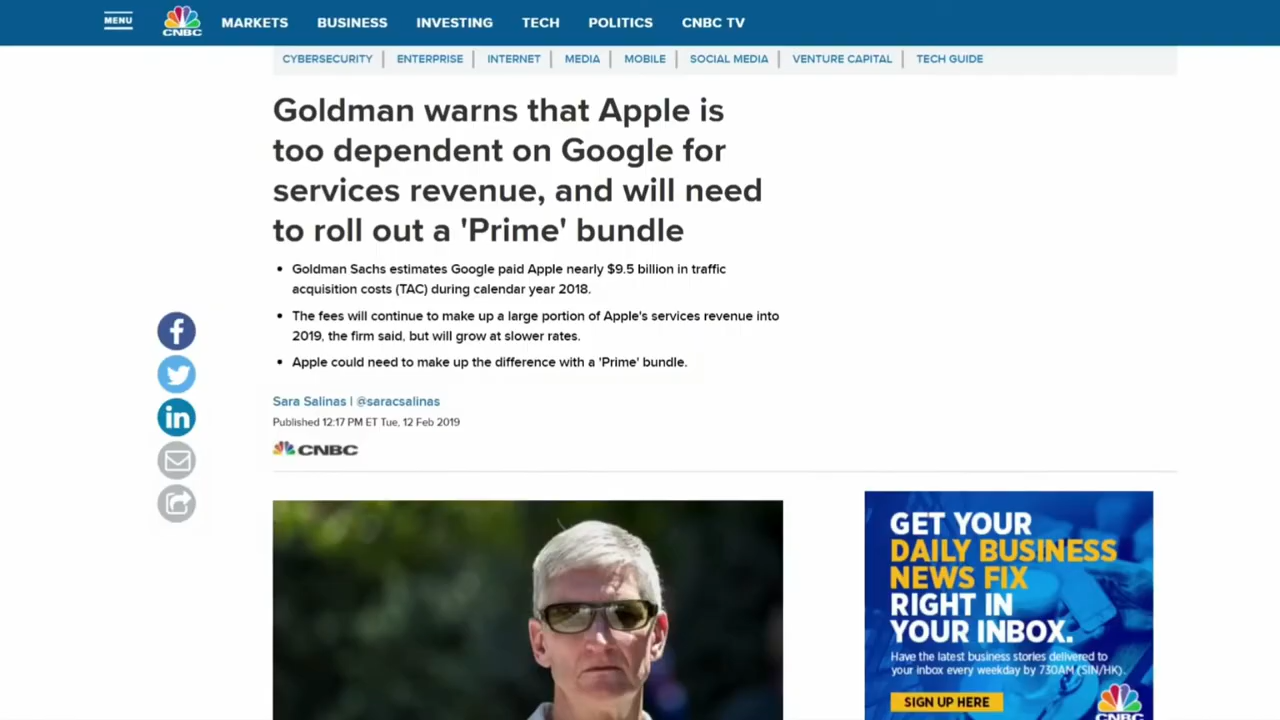 MENU
CNBC
MARKETS BUSINESS INVESTING TECH POLITICS CNBC TV
CYBERSECURITY ENTERPRISE INTERNET MEDIA MOBILE SOCIAL MEDIA VENTURE CAPITAL TECH GUIDE
Goldman warns that Apple is
too dependent on Google for
services revenue, and will need
to roll out a 'Prime' bundle
• Goldman Sachs estimates Google paid Apple nearly $9.5 billion in traffic
acquisition costs (TAC) during calendar year 2018.
• The fees will continue to make up a large portion of Apple's services revenue into
2019, the firm said, but will grow at slower rates.
• Apple could need to make up the difference with a 'Prime' bundle.
Sara Salinas | @saracsalinas
Published 12:17 PM ET Tue, 12 Feb 2019
CNBC
GET YOUR
DAILY BUSINESS
NEWS FIX
RIGHT IN
YOUR INBOX.
Have the latest business stories delivered to
your inbox every weekday by 730AM (SIN/HK).
SIGN UP HERE
CNBC